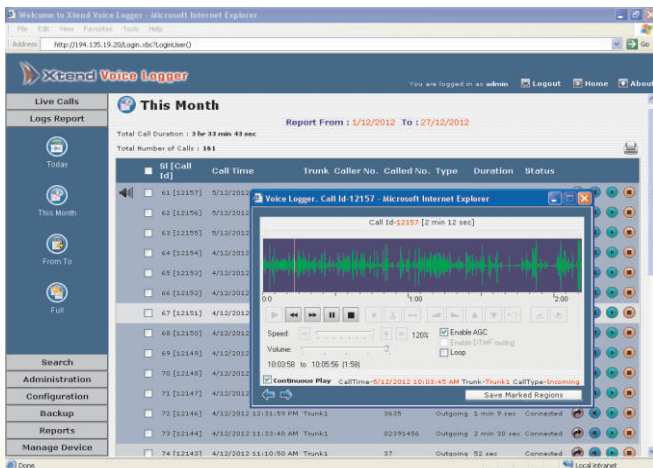 Welcome to Xtend Voice Logger - Microsoft Internet Explorer
File Edit View Favorites Tools Help
Address http://194.135.19.20/Login.vbc?LoginUser() Go
Xtend Voice Logger
You are logged in as admin Logout Home About
Live Calls
Logs Report
Today
This Month
From To
Full
Search
Administration
Configuration
Backup
Reports
Manage Device
This Month
Report From : 1/12/2012 To : 27/12/2012
Total Call Duration : 3 hr 33 min 43 sec
Total Number of Calls : 161
Sl [Call Id] Call Time Trunk Caller No. Called No. Type Duration Status
61 [12157] 5/12/2012
62 [12156] 5/12/2012
63 [12155] 5/12/2012
64 [12154] 4/12/2012
65 [12153] 4/12/2012
66 [12152] 4/12/2012
67 [12151] 4/12/2012
68 [12150] 4/12/2012
69 [12149] 4/12/2012
70 [12148] 4/12/2012
71 [12147] 4/12/2012
72 [12146] 4/12/2012 12:31:59 PM Trunk1 3635 Outgoing 1 min 9 sec Connected
73 [12144] 4/12/2012 11:33:40 AM Trunk1 02391456 Outgoing 2 min 30 sec Connected
74 [12143] 4/12/2012 11:10:50 AM Trunk1 37 Outgoing 52 sec Connected
Voice Logger. Call Id-12157 - Microsoft Internet Explorer
Call Id-12157 [2 min 12 sec]
0:0 1:00 2:00
Speed: 120% Enable AGC
Enable DTMF muting
Volume: Loop
10:03:58 to 10:05:56 (1:58)
Continuous Play CallTime-5/12/2012 10:03:45 AM Trunk-Trunk1 CallType-Incoming
Save Marked Regions
Done Local intranet